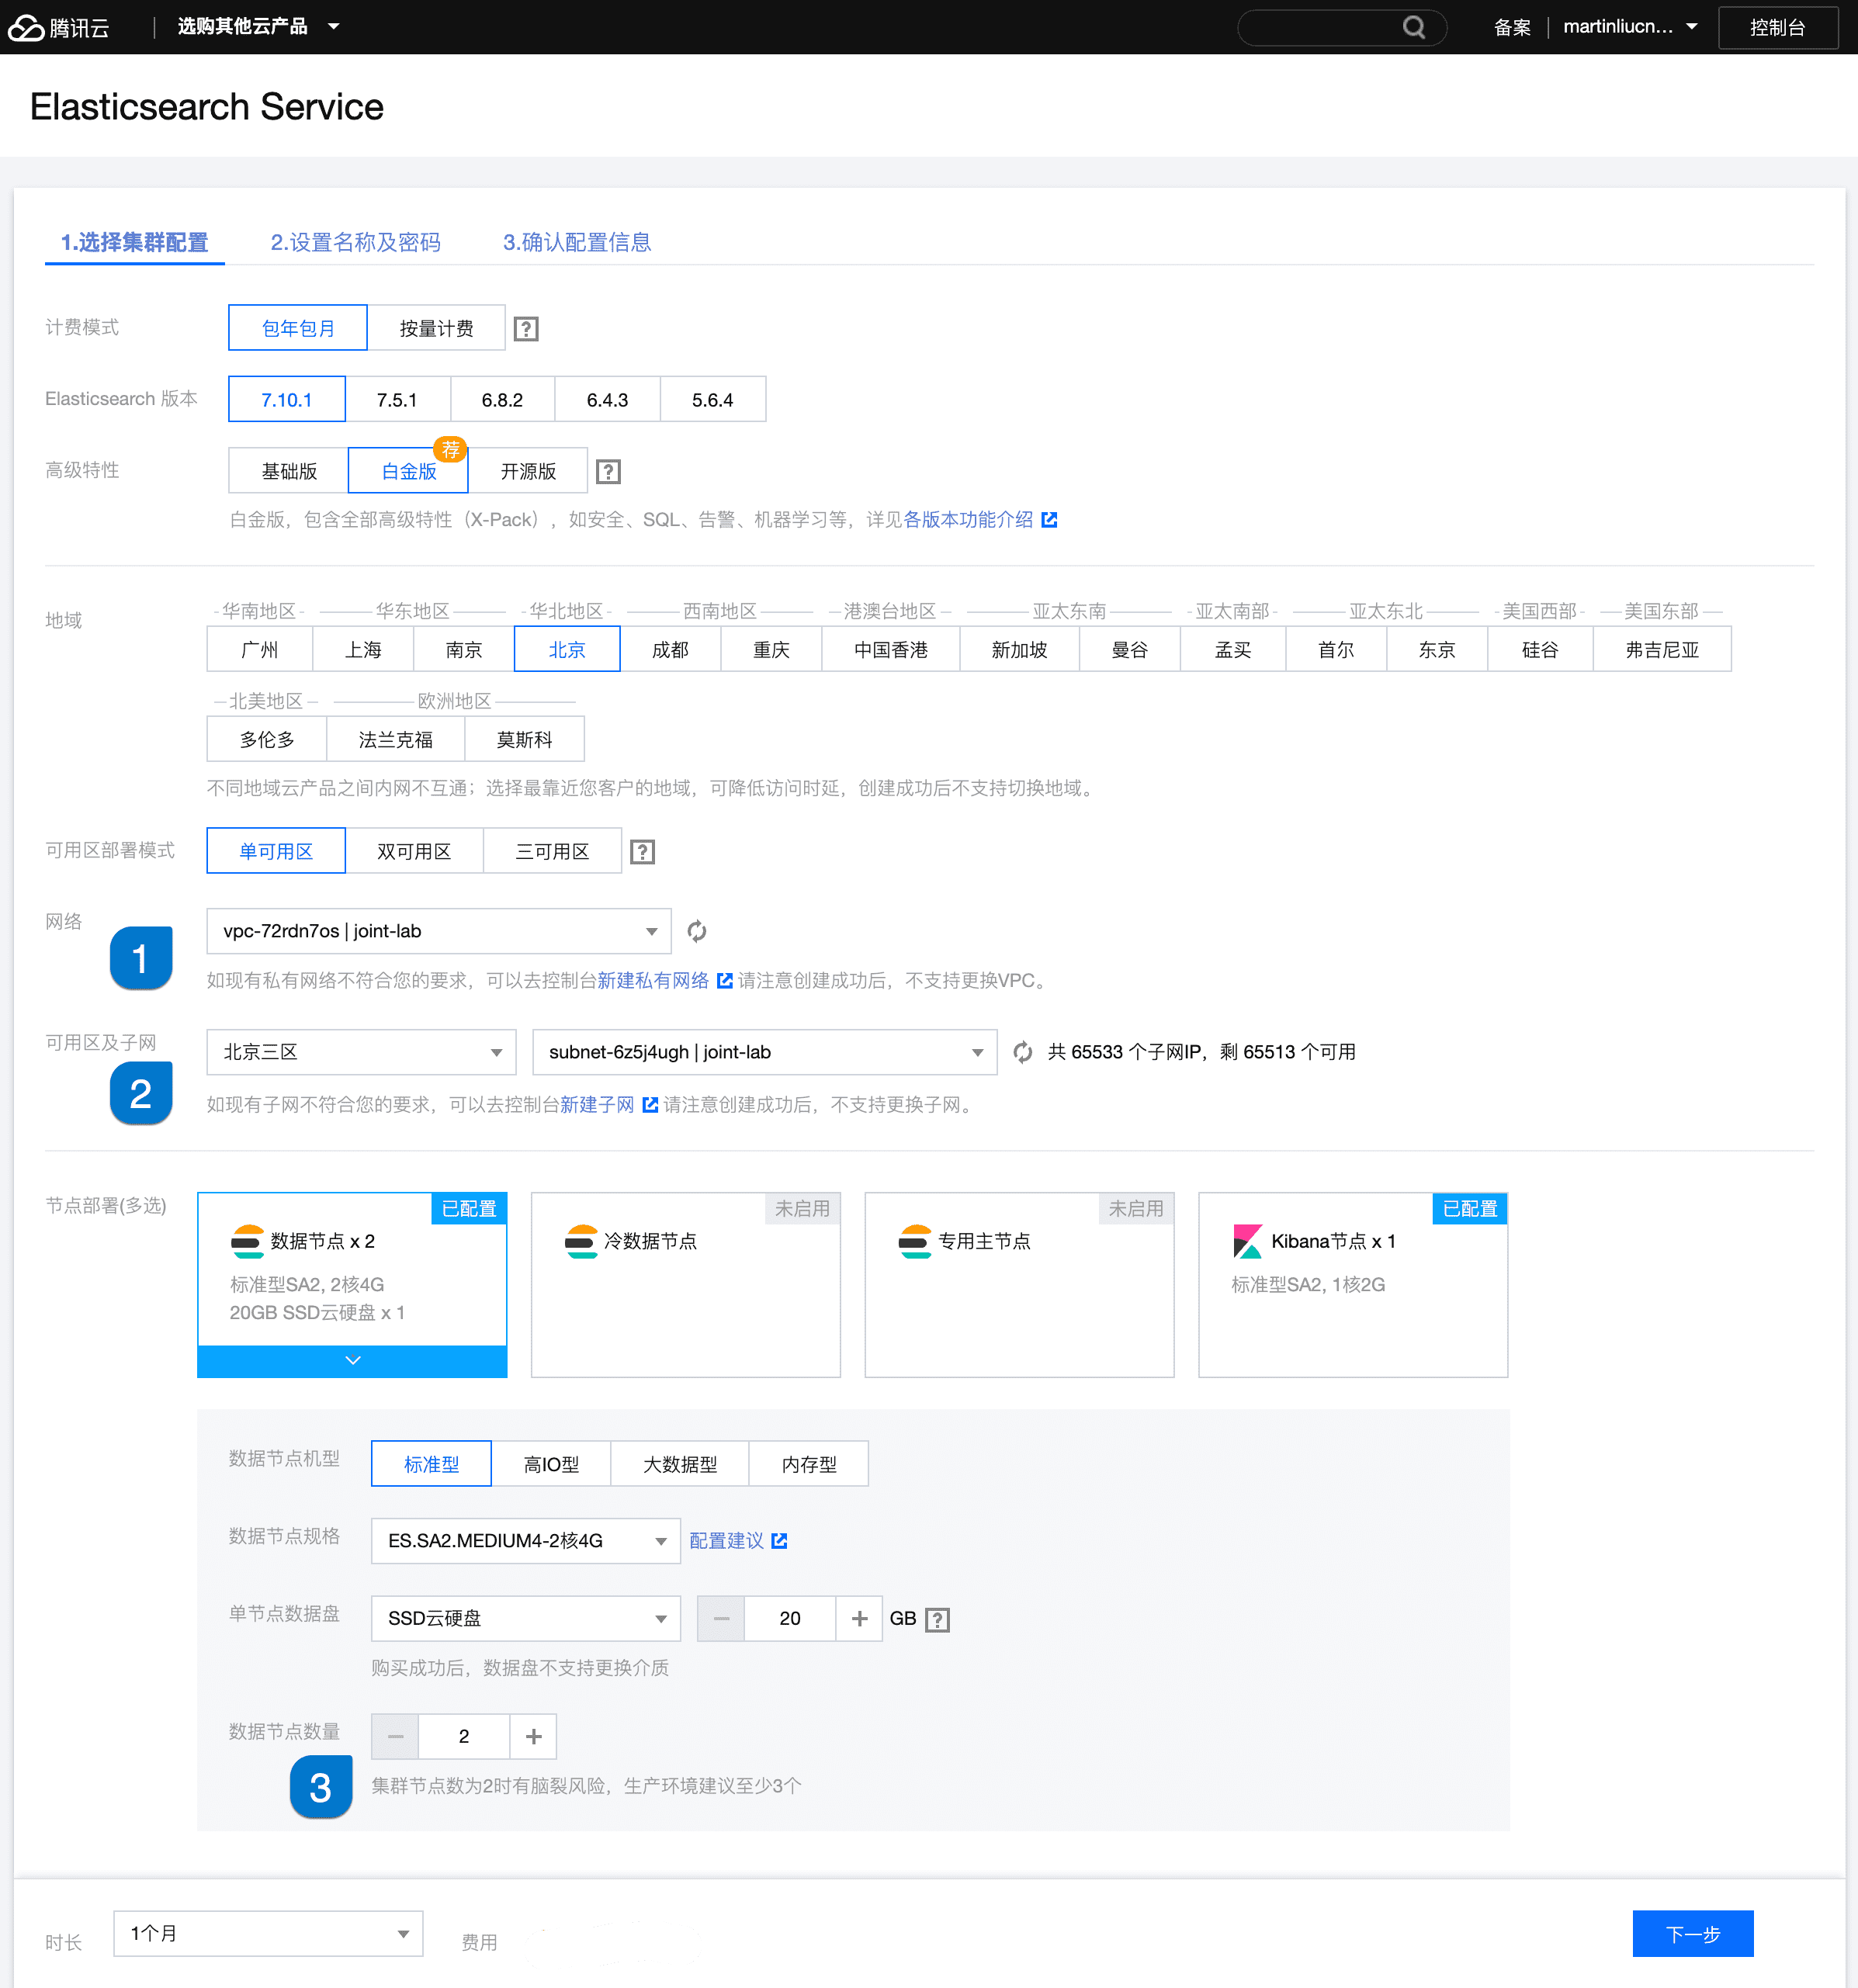 腾讯云 选购其他云产品 备案 martinliucn... 控制台
Elasticsearch Service
1.选择集群配置 2.设置名称及密码 3.确认配置信息
计费模式 包年包月 按量计费 ?
Elasticsearch 版本 7.10.1 7.5.1 6.8.2 6.4.3 5.6.4
荐
高级特性 基础版 白金版 开源版 ?
白金版，包含全部高级特性（X-Pack），如安全、SQL、告警、机器学习等，详见各版本功能介绍
华南地区 华东地区 华北地区 西南地区 港澳台地区 亚太东南 亚太南部 亚太东北 美国西部 美国东部
地域 广州 上海 南京 北京 成都 重庆 中国香港 新加坡 曼谷 孟买 首尔 东京 硅谷 弗吉尼亚
北美地区 欧洲地区
多伦多 法兰克福 莫斯科
不同地域云产品之间内网不互通；选择最靠近您客户的地域，可降低访问时延，创建成功后不支持切换地域。
可用区部署模式 单可用区 双可用区 三可用区 ?
网络 vpc-72rdn7os | joint-lab
1
如现有私有网络不符合您的要求，可以去控制台新建私有网络 请注意创建成功后，不支持更换VPC。
可用区及子网 北京三区 subnet-6z5j4ugh | joint-lab 共 65533 个子网IP，剩 65513 个可用
2
如现有子网不符合您的要求，可以去控制台新建子网 请注意创建成功后，不支持更换子网。
节点部署(多选) 已配置 未启用 未启用 已配置
数据节点 x 2 冷数据节点 专用主节点 Kibana节点 x 1
标准型SA2, 2核4G 标准型SA2, 1核2G
20GB SSD云硬盘 x 1
数据节点机型 标准型 高IO型 大数据型 内存型
数据节点规格 ES.SA2.MEDIUM4-2核4G 配置建议
单节点数据盘 SSD云硬盘 − 20 + GB ?
购买成功后，数据盘不支持更换介质
数据节点数量 − 2 +
3
集群节点数为2时有脑裂风险，生产环境建议至少3个
时长 1个月 费用 下一步